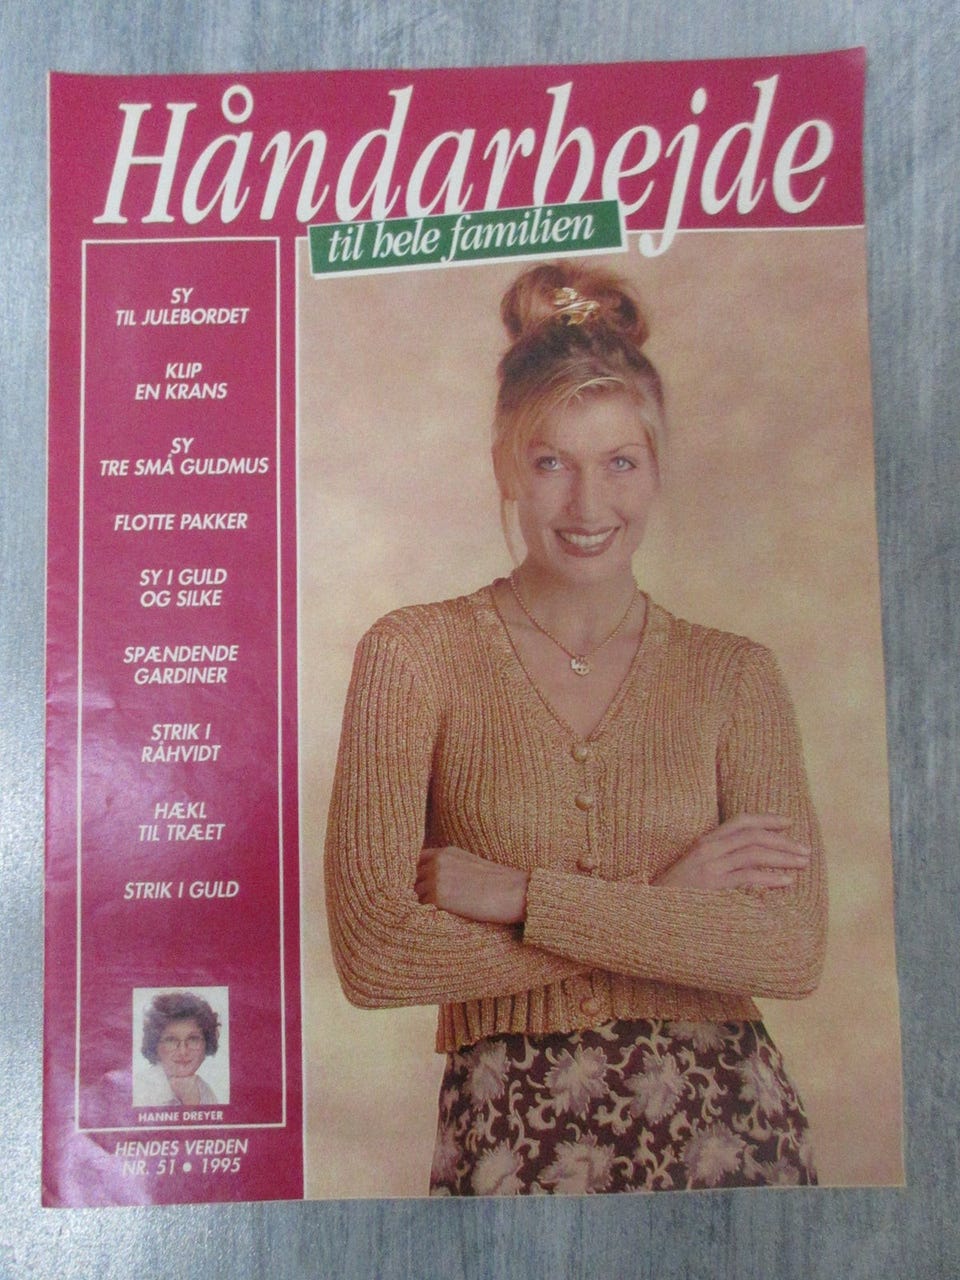 Håndarbejde
til hele familien
SY
TIL JULEBORDET
KLIP
EN KRANS
SY
TRE SMÅ GULDMUS
FLOTTE PAKKER
SY I GULD
OG SILKE
SPÆNDENDE
GARDINER
STRIK I
RÅHVIDT
HÆKL
TIL TRÆET
STRIK I GULD
HANNE DREYER
HENDES VERDEN
NR. 51 • 1995